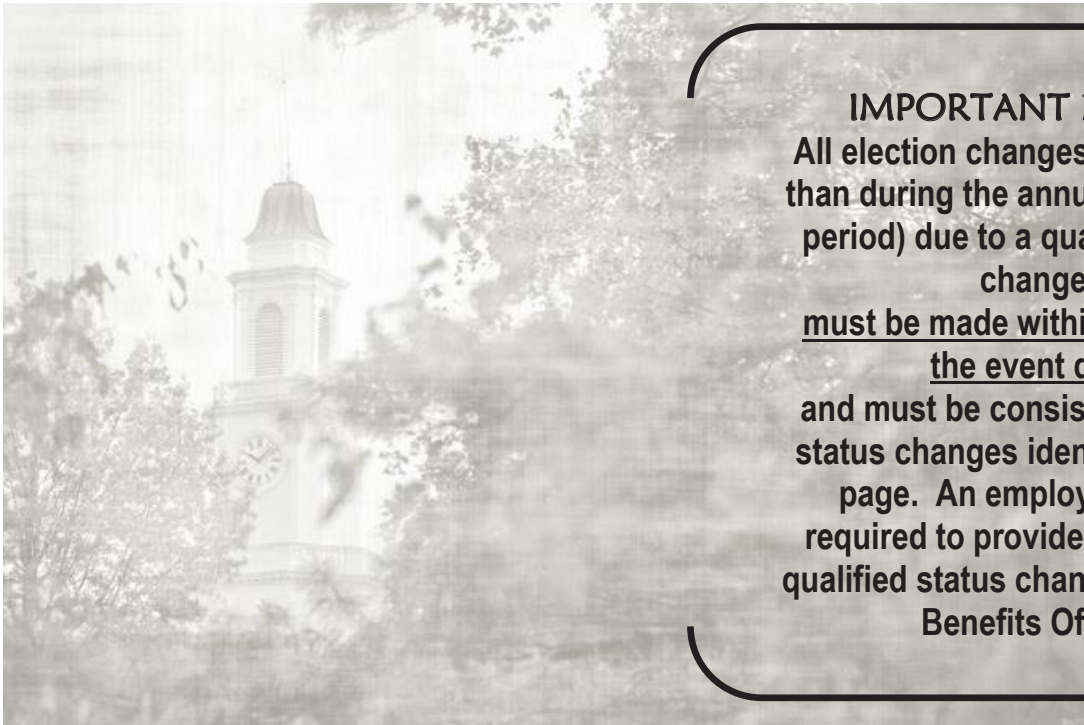 IMPORTANT
All election changes
than during the annu
period) due to a qua
change
must be made withi
the event
and must be consis
status changes iden
page.  An employ
required to provide
qualified status chan
Benefits Of